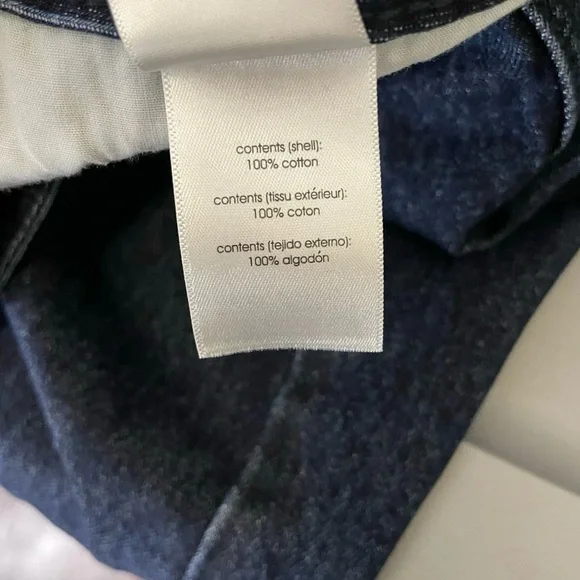 contents (shell):
100% cotton
contents (tissu extérieur):
100% coton
contents (tejido externo):
100% algodón